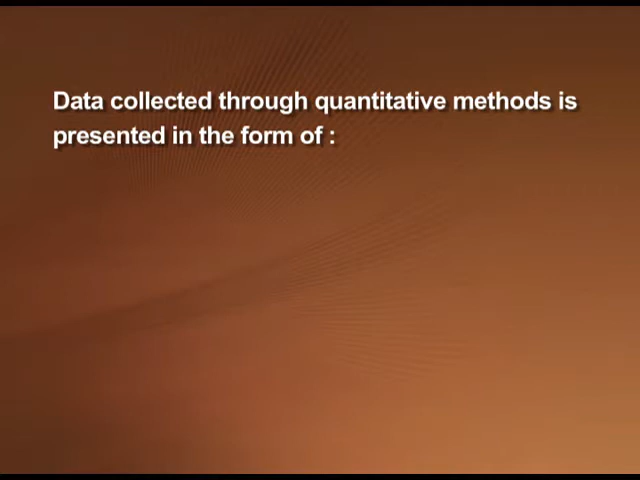 Data collected through quantitative methods is
presented in the form of :